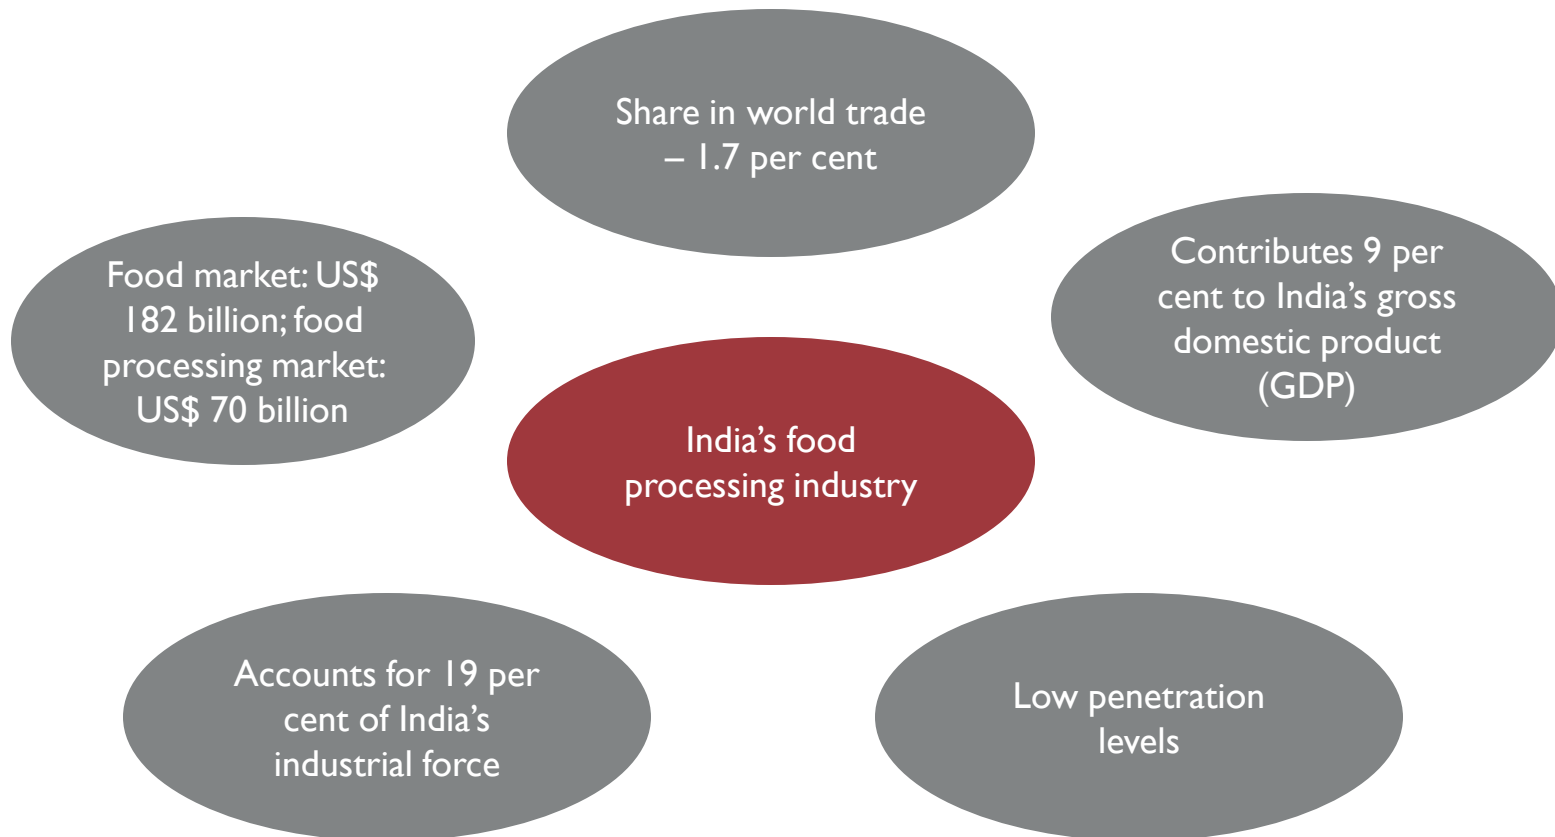 Share in world trade
– 1.7 per cent
Food market: US$
182 billion; food
processing market:
US$ 70 billion
Contributes 9 per
cent to India’s gross
domestic product
(GDP)
India’s food
processing industry
Accounts for 19 per
cent of India’s
industrial force
Low penetration
levels